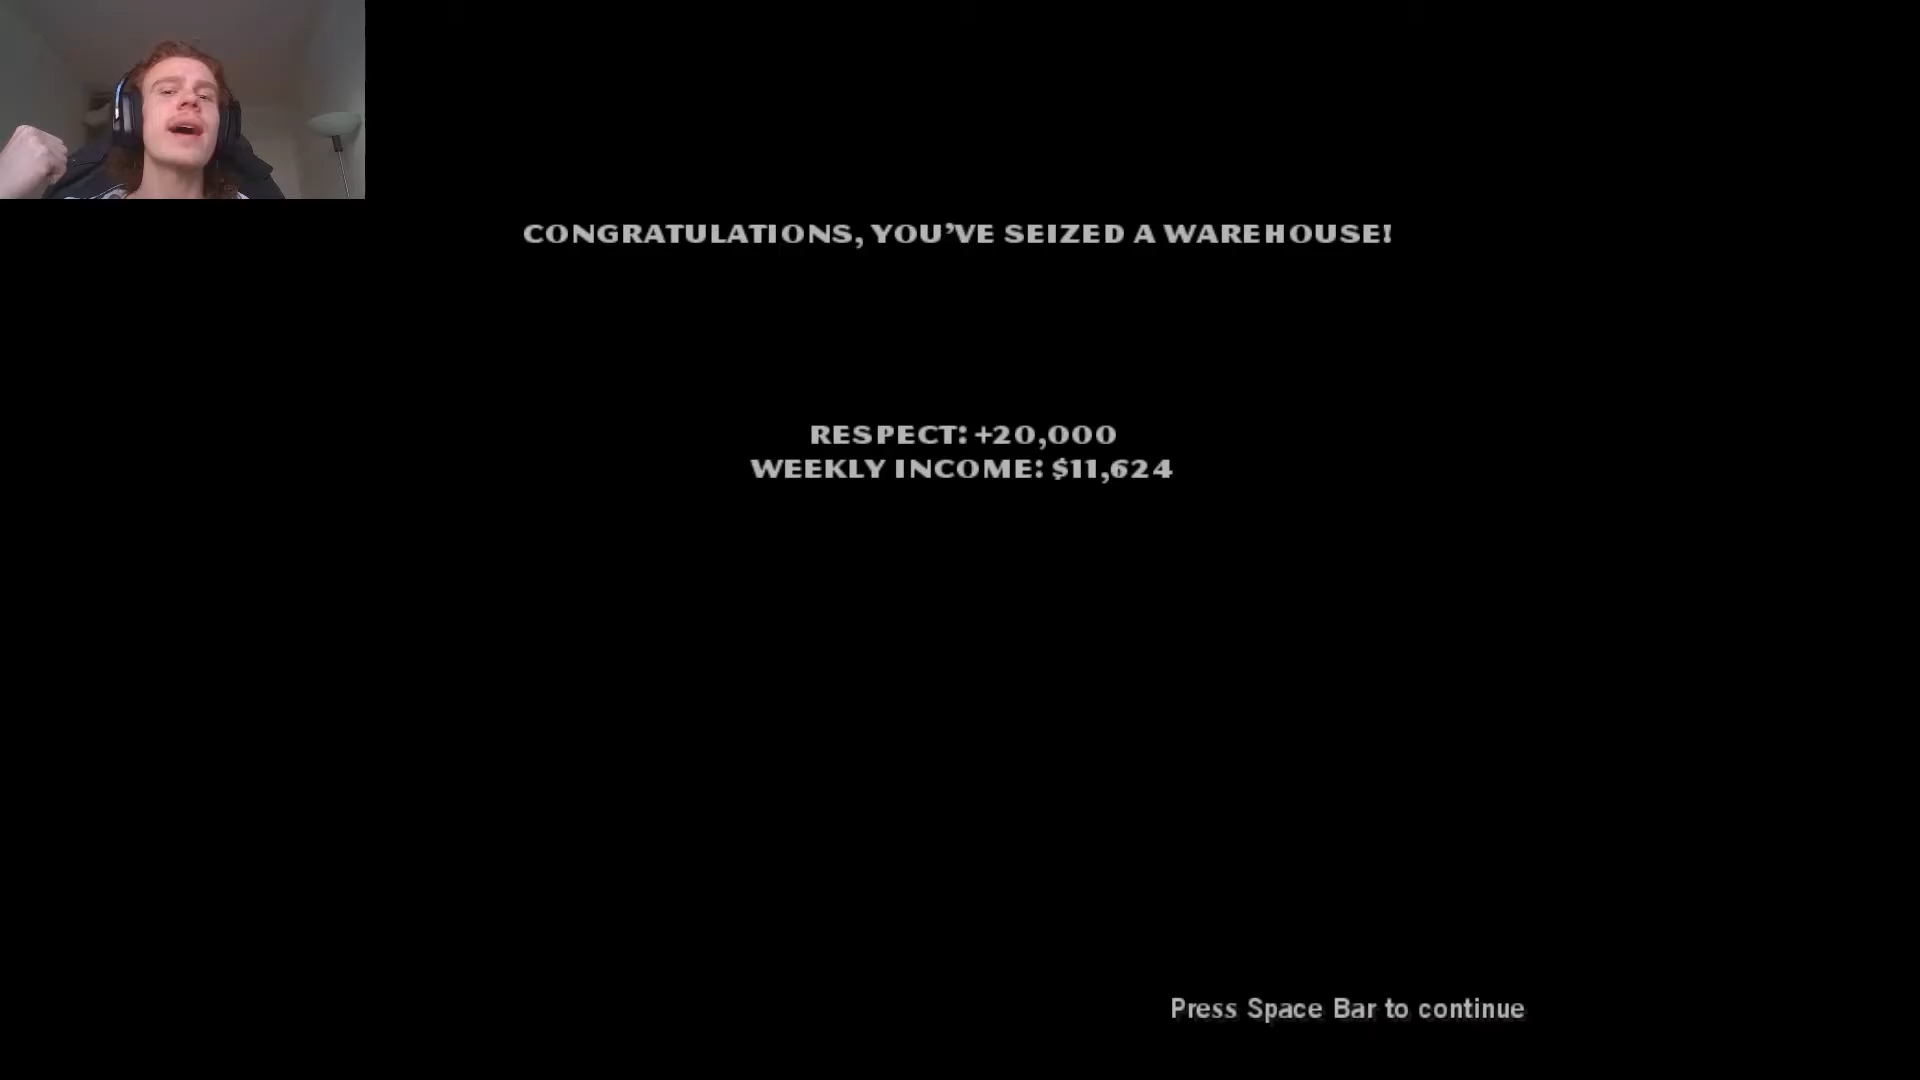 CONGRATULATIONS, YOU'VE SEIZED A WAREHOUSE!
RESPECT: +20,000
WEEKLY INCOME: $11,624
Press Space Bar to continue